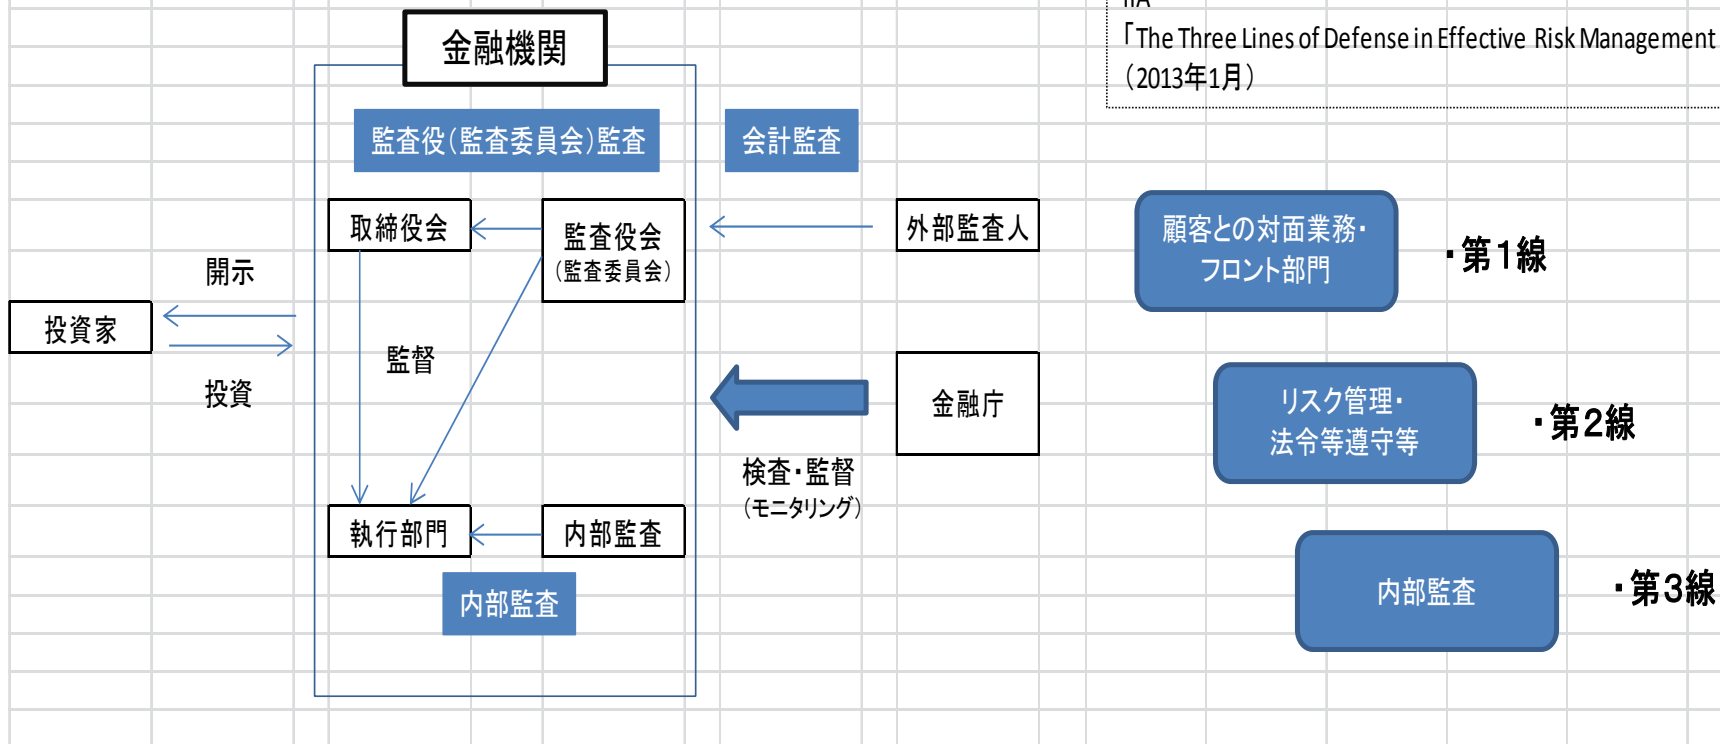 金融機関
監査役(監査委員会)監査
会計監査
取締役会
監査役会
(監査委員会)
外部監査人
開示
投資家
投資
監督
金融庁
検査・監督
(モニタリング)
執行部門
内部監査
内部監査
IIA
「The Three Lines of Defense in Effective Risk Management
(2013年1月)
顧客との対面業務・
フロント部門
・第1線
リスク管理・
法令等遵守等
・第2線
内部監査
・第3線